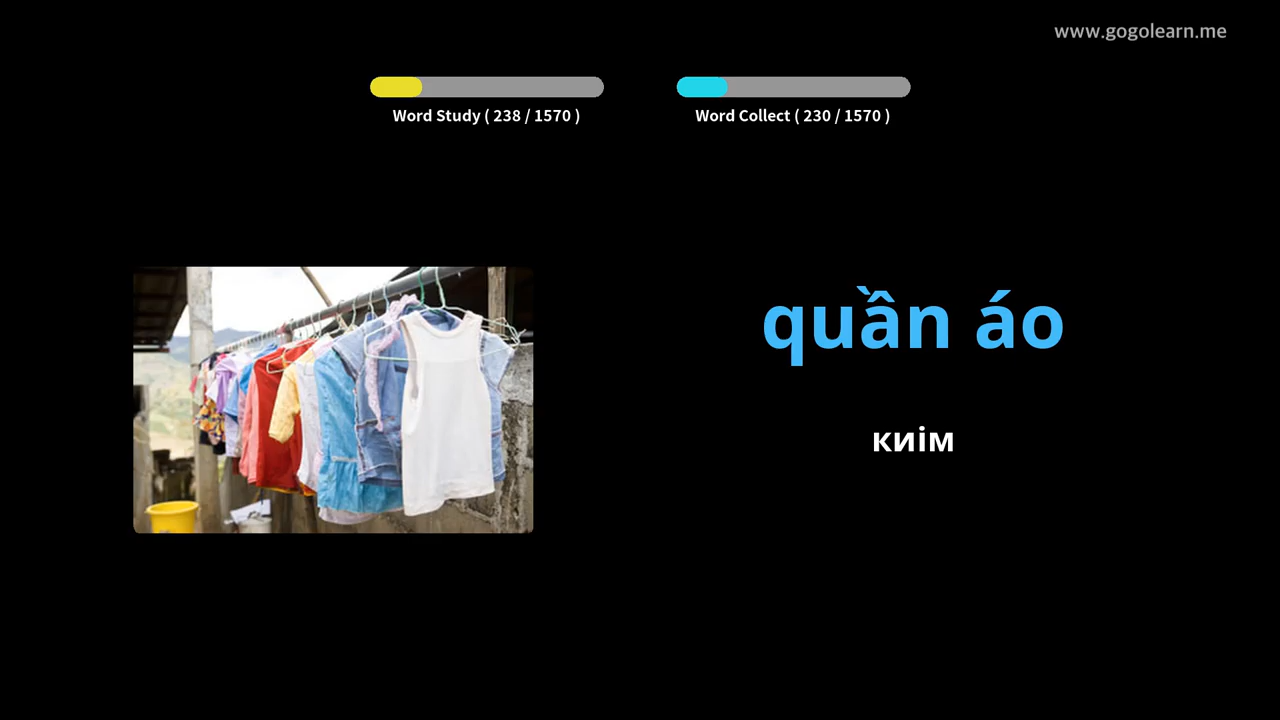 www.gogolearn.me
Word Study ( 238 / 1570 )
Word Collect ( 230 / 1570 )
quần áo
киім